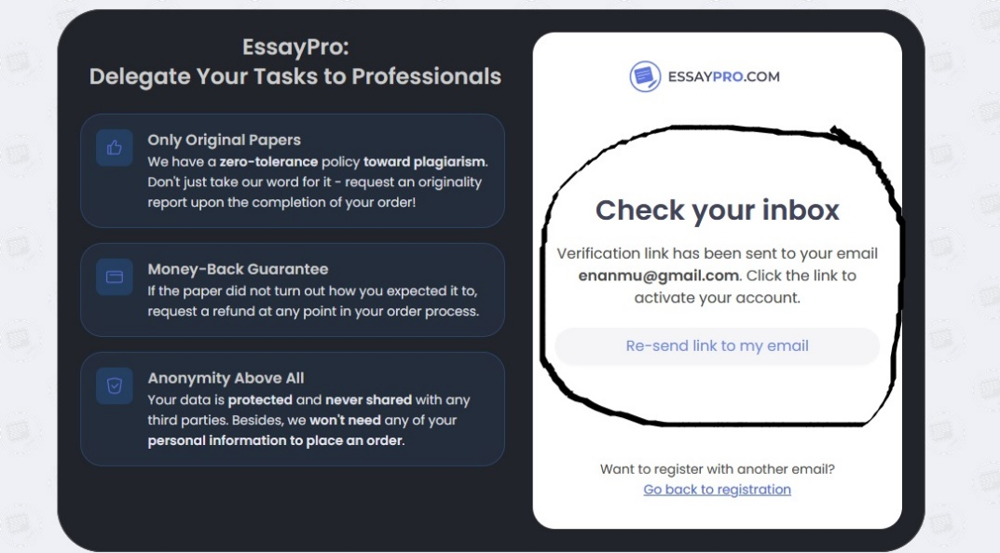 EssayPro:
Delegate Your Tasks to Professionals
Only Original Papers
We have a zero-tolerance policy toward plagiarism.
Don't just take our word for it - request an originality
report upon the completion of your order!
Money-Back Guarantee
If the paper did not turn out how you expected it to,
request a refund at any point in your order process.
Anonymity Above All
Your data is protected and never shared with any
third parties. Besides, we won't need any of your
personal information to place an order.
ESSAYPRO.COM
Check your inbox
Verification link has been sent to your email
enanmu@gmail.com. Click the link to
activate your account.
Re-send link to my email
Want to register with another email?
Go back to registration